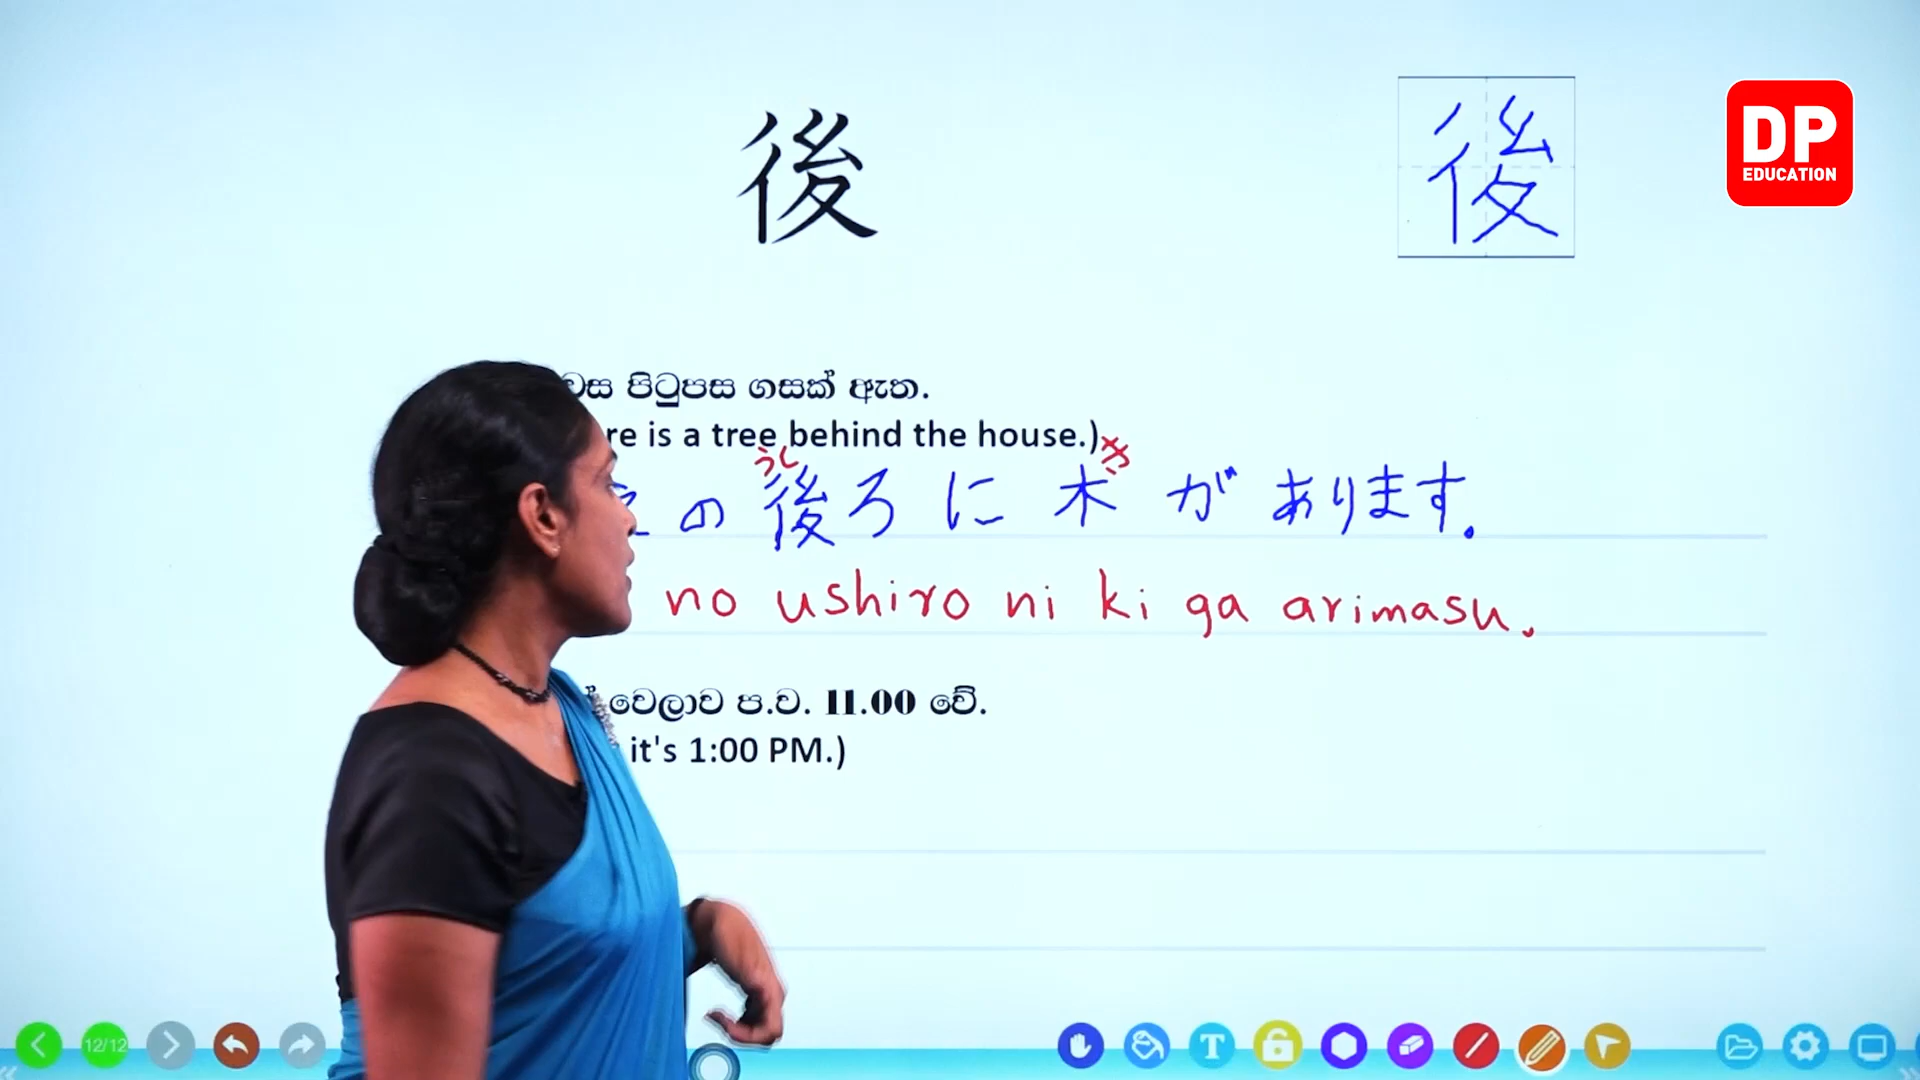 後
後
DP
EDUCATION
පිටුපස ගසක් ඇත.
is a tree behind the house.)
うし き
の 後ろ に 木 が あります.
no ushiro ni ki ga arimasu.
වෙලාව ප.ව. 11.00 වේ.
it's 1:00 PM.)
12/12
T